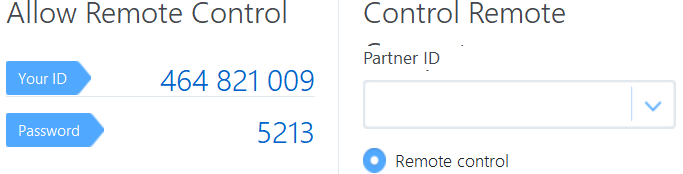 Allow Remote Control
Your ID
464 821 009
Password
5213
Control Remote
Partner ID
Remote control